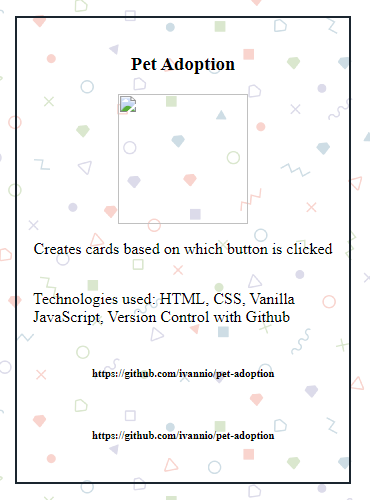 Pet Adoption
Creates cards based on which button is clicked
Technologies used: HTML, CSS, Vanilla
JavaScript, Version Control with Github
https://github.com/ivannio/pet-adoption
https://github.com/ivannio/pet-adoption